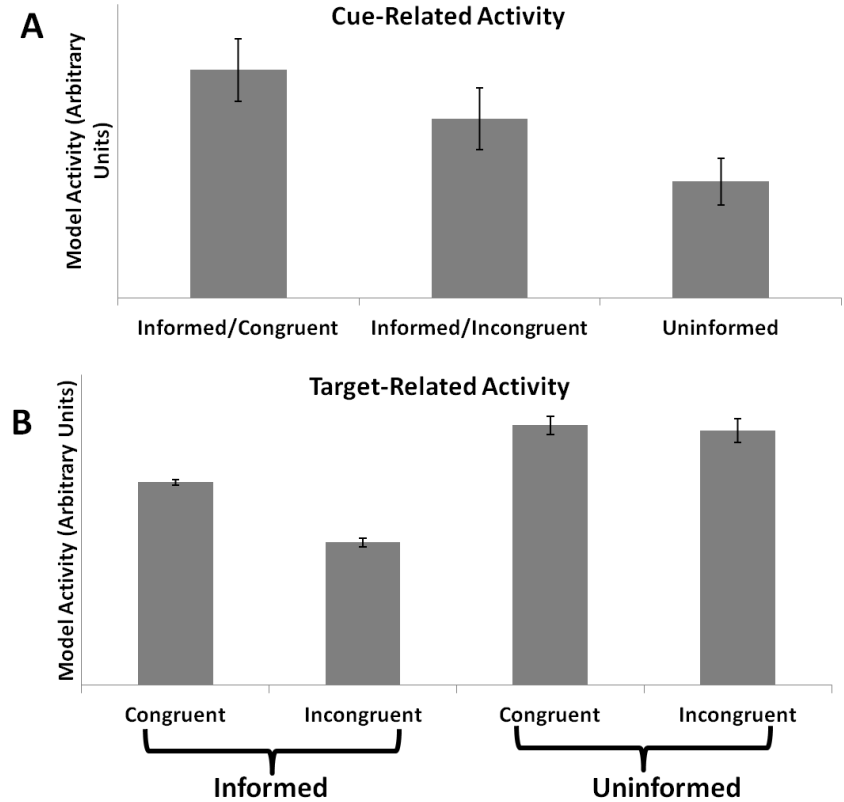 A
Cue-Related Activity
Model Activity (Arbitrary
Units)
Informed/Congruent
Informed/Incongruent
Uninformed
B
Target-Related Activity
Model Activity (Arbitrary Units)
Congruent
Incongruent
Congruent
Incongruent
Informed
Uninformed